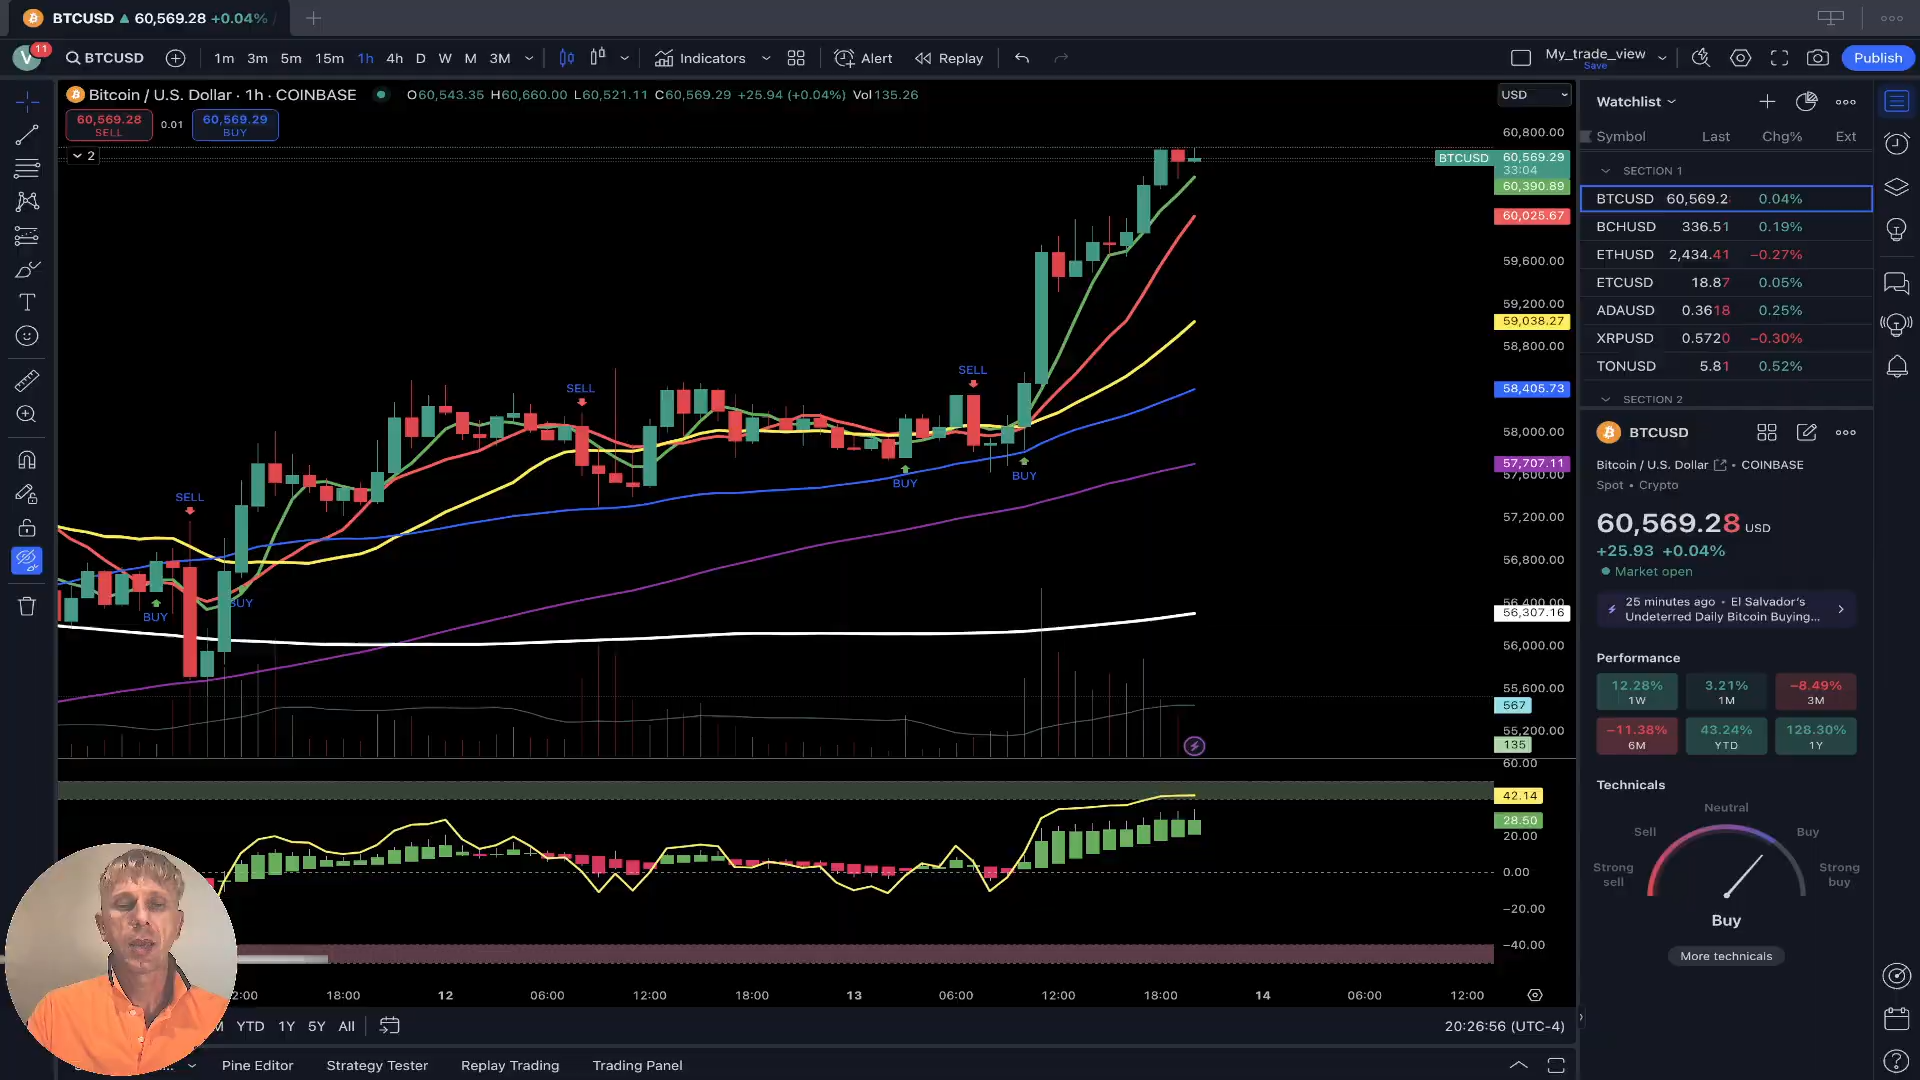 BTCUSD ▲ 60,569.28 +0.04%
V 11 BTCUSD 1m 3m 5m 15m 1h 4h D W M 3M Indicators Alert Replay My_trade_view Save Publish
Bitcoin / U.S. Dollar · 1h · COINBASE O60,543.35 H60,660.00 L60,521.11 C60,569.29 +25.94 (+0.04%) Vol135.26 USD
60,569.28 SELL 0.01 60,569.29 BUY
2
60,800.00
BTCUSD 60,569.29
33:04
60,390.89
60,025.67
59,600.00
59,200.00
59,038.27
58,800.00
58,405.73
58,000.00
57,707.11
57,600.00
57,200.00
56,800.00
56,400.00
56,307.16
56,000.00
55,600.00
567
55,200.00
135
60.00
42.14
28.50
20.00
0.00
−20.00
−40.00
SELL
SELL
SELL
BUY
BUY
BUY
BUY
18:00 12 06:00 12:00 18:00 13 06:00 12:00 18:00 14 06:00 12:00
YTD 1Y 5Y All 20:26:56 (UTC-4)
Pine Editor Strategy Tester Replay Trading Trading Panel
Watchlist
Symbol Last Chg% Ext
SECTION 1
BTCUSD 60,569.2 0.04%
BCHUSD 336.51 0.19%
ETHUSD 2,434.41 −0.27%
ETCUSD 18.87 0.05%
ADAUSD 0.3618 0.25%
XRPUSD 0.5720 −0.30%
TONUSD 5.81 0.52%
SECTION 2
BTCUSD
Bitcoin / U.S. Dollar • COINBASE
Spot • Crypto
60,569.28 USD
+25.93 +0.04%
Market open
25 minutes ago • El Salvador's
Undeterred Daily Bitcoin Buying...
Performance
12.28% 3.21% −8.49%
1W 1M 3M
−11.38% 43.24% 128.30%
6M YTD 1Y
Technicals
Neutral
Sell Buy
Strong sell Strong buy
Buy
More technicals